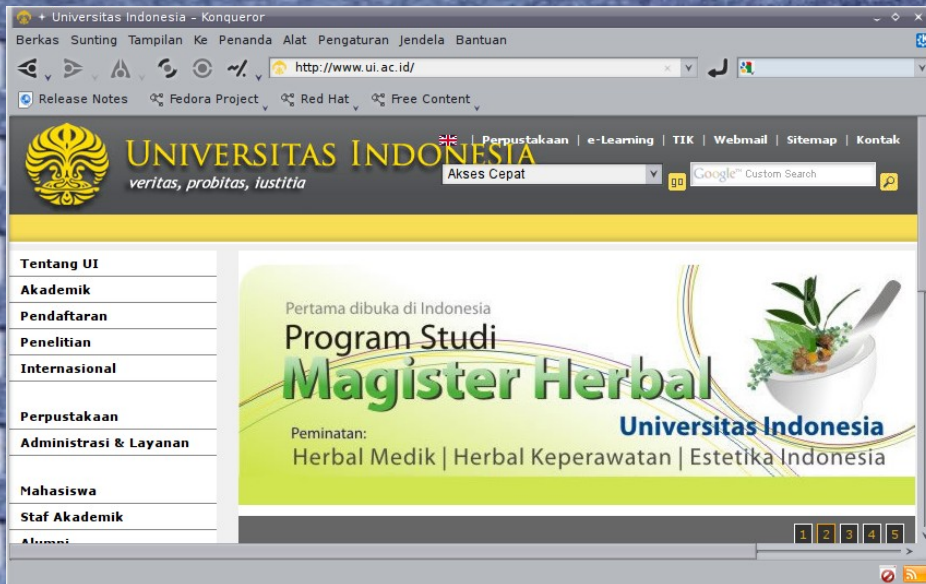 + Universitas Indonesia – Konqueror
Berkas Sunting Tampilan Ke Penanda Alat Pengaturan Jendela Bantuan
http://www.ui.ac.id/
Release Notes Fedora Project Red Hat Free Content
UNIVERSITAS INDONESIA
veritas, probitas, iustitia
| Perpustakaan | e-Learning | TIK | Webmail | Sitemap | Kontak
Akses Cepat go Google™ Custom Search
Tentang UI
Akademik
Pendaftaran
Penelitian
Internasional
Perpustakaan
Administrasi & Layanan
Mahasiswa
Staf Akademik
Alumni
Pertama dibuka di Indonesia
Program Studi
Magister Herbal
Universitas Indonesia
Peminatan:
Herbal Medik | Herbal Keperawatan | Estetika Indonesia
1 2 3 4 5